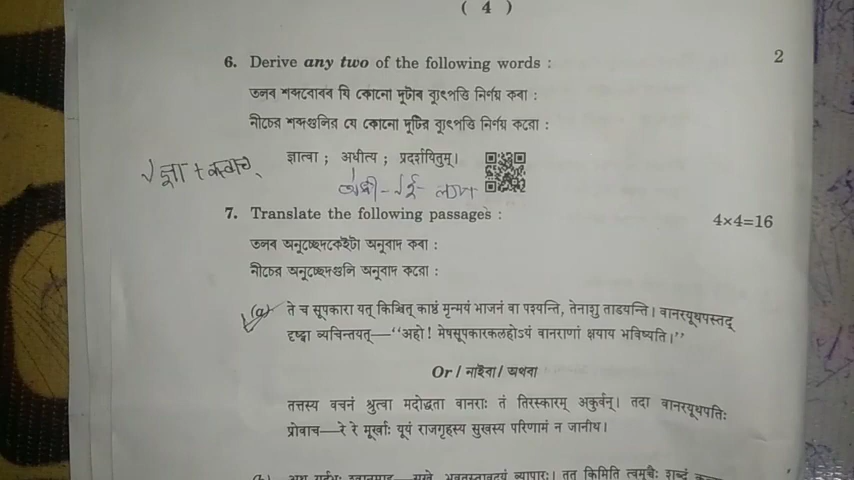 ( 4 )
6. Derive any two of the following words : 2
তলৰ শব্দবোৰৰ যি কোনো দুটাৰ ব্যুৎপত্তি নিৰ্ণয় কৰা :
নীচের শব্দগুলির যে কোনো দুটির ব্যুৎপত্তি নির্ণয় করো :
ज्ञात्वा ; अधीत्य ; प्रदर्शयितुम्।
7. Translate the following passages : 4×4=16
তলৰ অনুচ্ছেদকেইটা অনুবাদ কৰা :
নীচের অনুচ্ছেদগুলি অনুবাদ করো :
(a) ते च सूपकारा यत् किञ्चित् काष्ठं मृन्मयं भाजनं वा पश्यन्ति, तेनाशु ताडयन्ति। वानरयूथपस्तद्
दृष्ट्वा व्यचिन्तयत्—‘‘अहो! मेषसूपकारकलहोऽयं वानराणां क्षयाय भविष्यति।’’
Or / নাইবা / অথবা
तत्तस्य वचनं श्रुत्वा मदोद्धता वानराः तं तिरस्कारम् अकुर्वन्। तदा वानरयूथपतिः
प्रोवाच—रे रे मूर्खाः यूयं राजगृहस्य सुखस्य परिणामं न जानीथ।